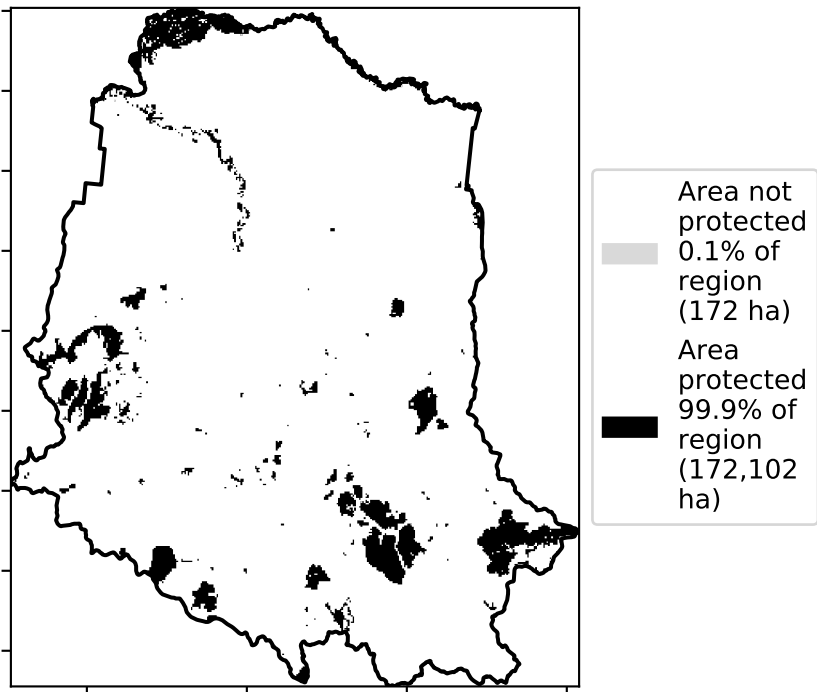 Area not
protected
0.1% of
region
(172 ha)
Area
protected
99.9% of
region
(172,102
ha)